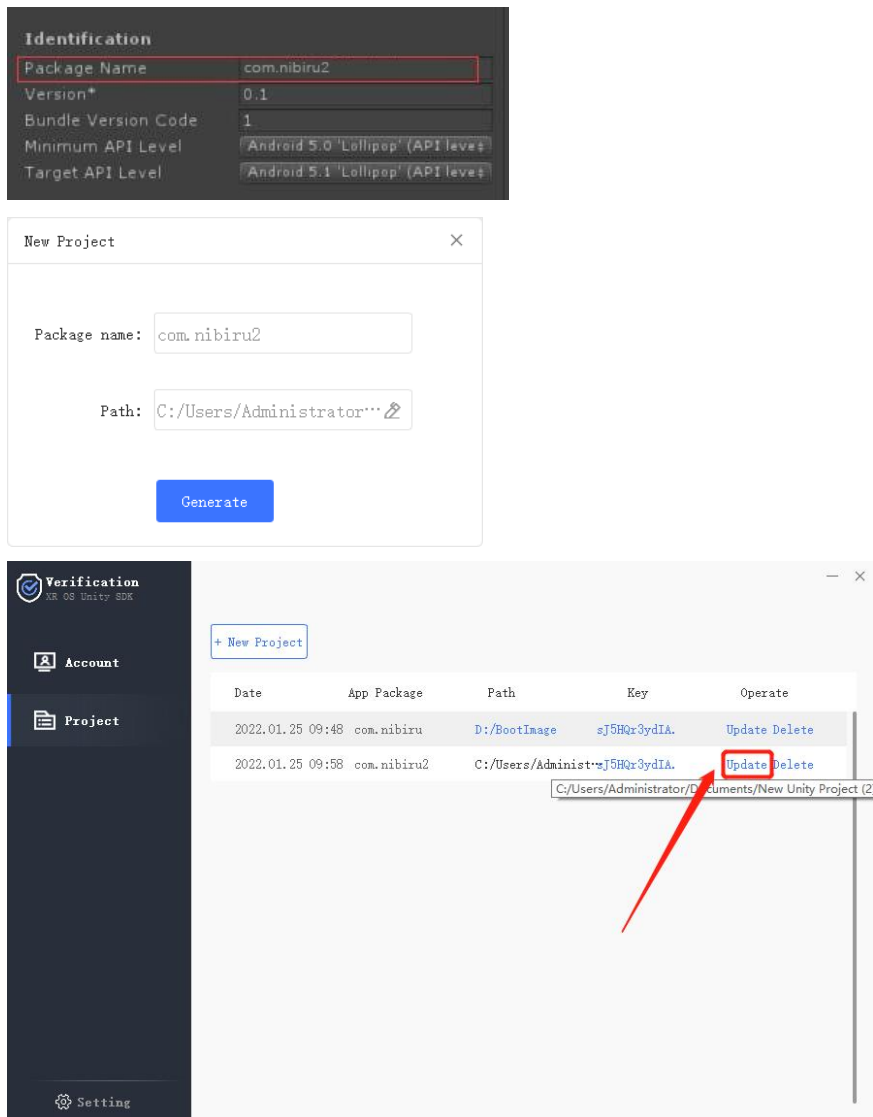 Identification
Package Name com.nibiru2
Version* 0.1
Bundle Version Code 1
Minimum API Level Android 5.0 'Lollipop' (API leve
Target API Level Android 5.1 'Lollipop' (API leve
New Project
Package name: com.nibiru2
Path: C:/Users/Administrator···
Generate
Verification
XR OS Unity SDK
Account
Project
Setting
+ New Project
Date App Package Path Key Operate
2022.01.25 09:48 com.nibiru D:/BootImage sJ5HQr3ydIA. Update Delete
2022.01.25 09:58 com.nibiru2 C:/Users/Administ··· sJ5HQr3ydIA. Update Delete
C:/Users/Administrator/Documents/New Unity Project (2